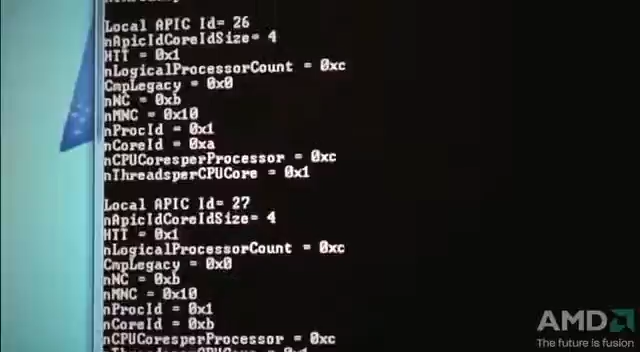 Local APIC Id= 26
nApicIdCoreIdSize= 4
HTT = 0x1
nLogicalProcessorCount = 0xc
CmpLegacy = 0x0
nNC = 0xb
nMNC = 0x10
nProcId = 0x1
nCoreId = 0xa
nCPUCoresperProcessor = 0xc
nThreadsperCPUCore = 0x1
Local APIC Id= 27
nApicIdCoreIdSize= 4
HTT = 0x1
nLogicalProcessorCount = 0xc
CmpLegacy = 0x0
nNC = 0xb
nMNC = 0x10
nProcId = 0x1
nCoreId = 0xb
nCPUCoresperProcessor = 0xc
nThreadsperCPUCore = 0x1
AMD
The future is fusion